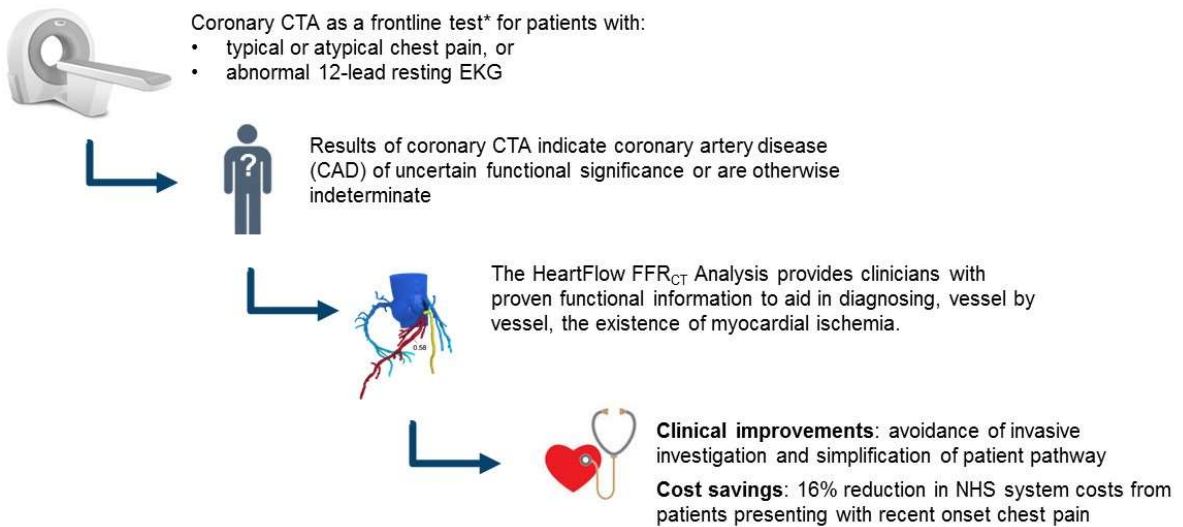 Coronary CTA as a frontline test* for patients with:
• typical or atypical chest pain, or
• abnormal 12-lead resting EKG
?
Results of coronary CTA indicate coronary artery disease
(CAD) of uncertain functional significance or are otherwise
indeterminate
The HeartFlow FFRCT Analysis provides clinicians with
proven functional information to aid in diagnosing, vessel by
vessel, the existence of myocardial ischemia.
0.58
Clinical improvements: avoidance of invasive
investigation and simplification of patient pathway
Cost savings: 16% reduction in NHS system costs from
patients presenting with recent onset chest pain